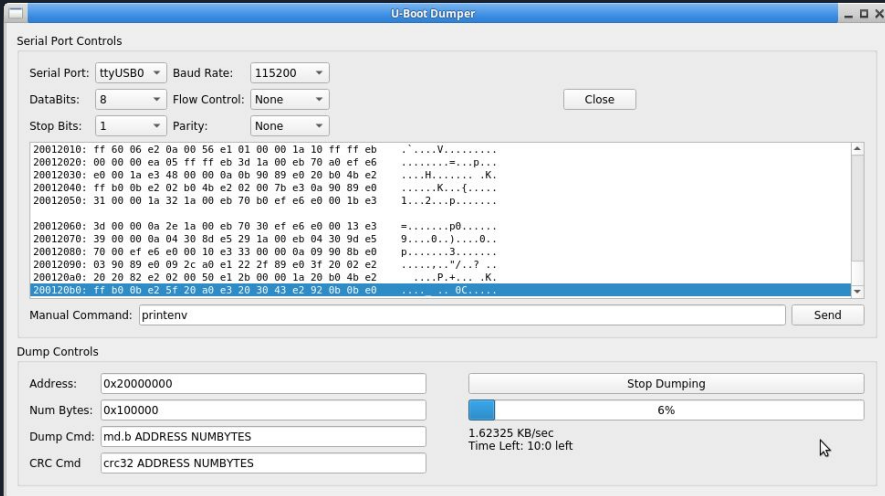 U-Boot Dumper
Serial Port Controls
Serial Port: ttyUSB0 Baud Rate: 115200
DataBits: 8 Flow Control: None Close
Stop Bits: 1 Parity: None
20012010: ff 60 06 e2 0a 00 56 e1 01 00 00 1a 10 ff ff eb .`....V.........
20012020: 00 00 00 ea 05 ff ff eb 3d 1a 00 eb 70 a0 ef e6 ........=...p...
20012030: e0 00 1a e3 48 00 00 0a 0b 90 89 e0 20 b0 4b e2 ....H....... .K.
20012040: ff b0 0b e2 02 b0 4b e2 02 00 7b e3 0a 90 89 e0 ......K...{.....
20012050: 31 00 00 1a 32 1a 00 eb 70 b0 ef e6 e0 00 1b e3 1...2...p.......
20012060: 3d 00 00 0a 2e 1a 00 eb 70 30 ef e6 e0 00 13 e3 =.......p0......
20012070: 39 00 00 0a 04 30 8d e5 29 1a 00 eb 04 30 9d e5 9....0..)....0..
20012080: 70 00 ef e6 e0 00 10 e3 33 00 00 0a 09 90 8b e0 p.......3.......
20012090: 03 90 89 e0 09 2c a0 e1 22 2f 89 e0 3f 20 02 e2 .....,.."/..? ..
200120a0: 20 20 82 e2 02 00 50 e1 2b 00 00 1a 20 b0 4b e2 ....P.+... .K.
200120b0: ff b0 0b e2 5f 20 a0 e3 20 30 43 e2 92 0b 0b e0 ...._ .. 0C.....
Manual Command: printenv Send
Dump Controls
Address: 0x20000000 Stop Dumping
Num Bytes: 0x100000 6%
Dump Cmd: md.b ADDRESS NUMBYTES 1.62325 KB/sec
Time Left: 10:0 left
CRC Cmd crc32 ADDRESS NUMBYTES